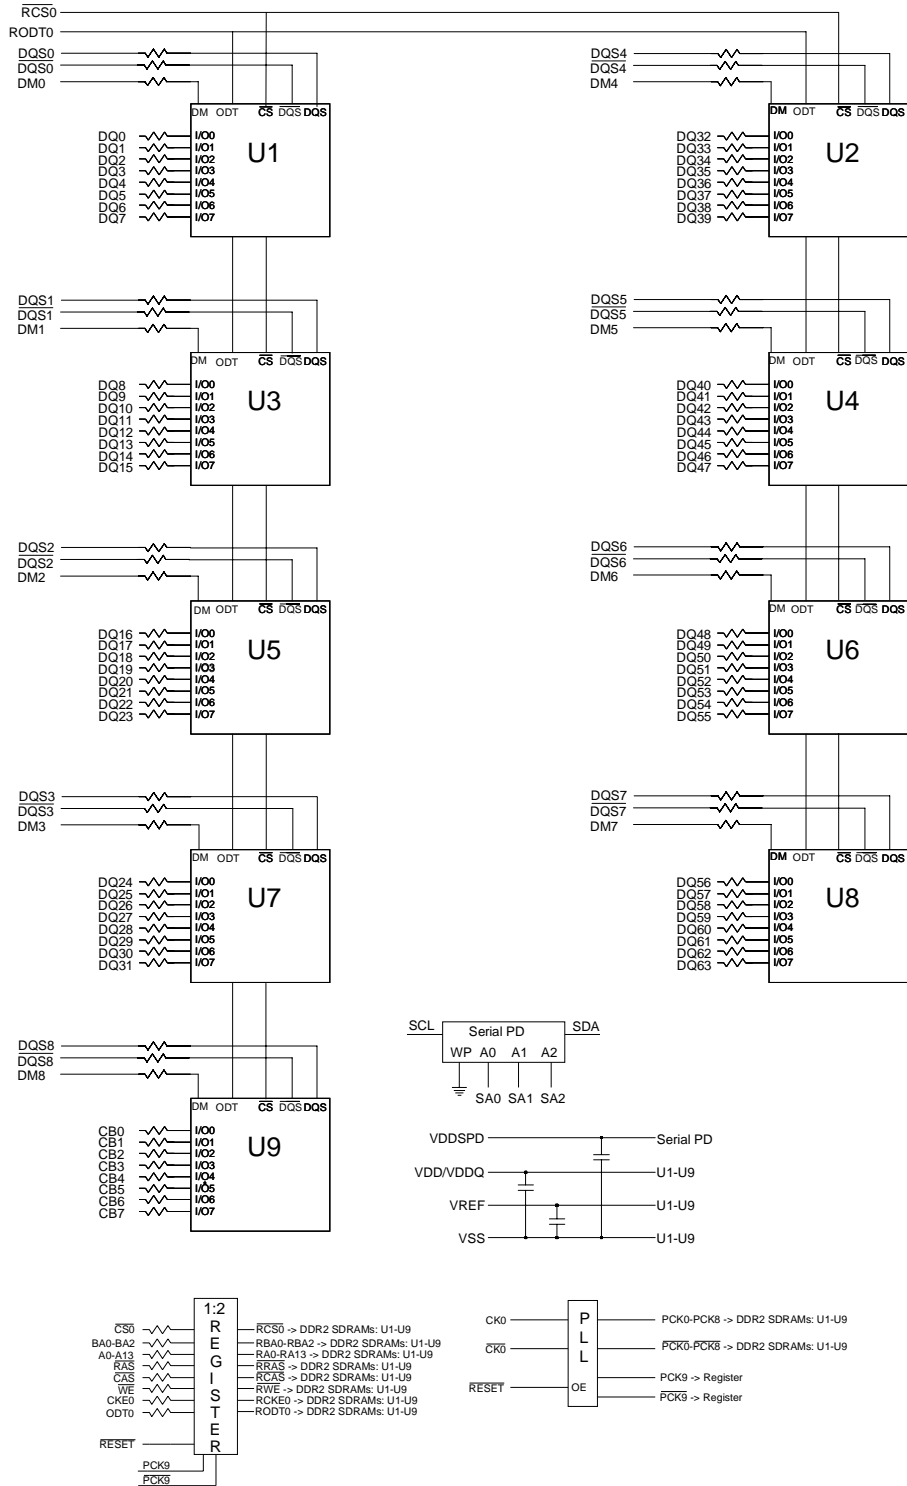 RCS0
RODT0
DQS0
DQS0
DM0
DM ODT CS DQS DQS
U1
DQ0 I/O0
DQ1 I/O1
DQ2 I/O2
DQ3 I/O3
DQ4 I/O4
DQ5 I/O5
DQ6 I/O6
DQ7 I/O7
DQS4
DQS4
DM4
DM ODT CS DQS DQS
U2
DQ32 I/O0
DQ33 I/O1
DQ34 I/O2
DQ35 I/O3
DQ36 I/O4
DQ37 I/O5
DQ38 I/O6
DQ39 I/O7
DQS1
DQS1
DM1
DM ODT CS DQS DQS
U3
DQ8 I/O0
DQ9 I/O1
DQ10 I/O2
DQ11 I/O3
DQ12 I/O4
DQ13 I/O5
DQ14 I/O6
DQ15 I/O7
DQS5
DQS5
DM5
DM ODT CS DQS DQS
U4
DQ40 I/O0
DQ41 I/O1
DQ42 I/O2
DQ43 I/O3
DQ44 I/O4
DQ45 I/O5
DQ46 I/O6
DQ47 I/O7
DQS2
DQS2
DM2
DM ODT CS DQS DQS
U5
DQ16 I/O0
DQ17 I/O1
DQ18 I/O2
DQ19 I/O3
DQ20 I/O4
DQ21 I/O5
DQ22 I/O6
DQ23 I/O7
DQS6
DQS6
DM6
DM ODT CS DQS DQS
U6
DQ48 I/O0
DQ49 I/O1
DQ50 I/O2
DQ51 I/O3
DQ52 I/O4
DQ53 I/O5
DQ54 I/O6
DQ55 I/O7
DQS3
DQS3
DM3
DM ODT CS DQS DQS
U7
DQ24 I/O0
DQ25 I/O1
DQ26 I/O2
DQ27 I/O3
DQ28 I/O4
DQ29 I/O5
DQ30 I/O6
DQ31 I/O7
DQS7
DQS7
DM7
DM ODT CS DQS DQS
U8
DQ56 I/O0
DQ57 I/O1
DQ58 I/O2
DQ59 I/O3
DQ60 I/O4
DQ61 I/O5
DQ62 I/O6
DQ63 I/O7
DQS8
DQS8
DM8
DM ODT CS DQS DQS
U9
CB0 I/O0
CB1 I/O1
CB2 I/O2
CB3 I/O3
CB4 I/O4
CB5 I/O5
CB6 I/O6
CB7 I/O7
SCL Serial PD SDA
WP A0 A1 A2
SA0 SA1 SA2
VDDSPD Serial PD
VDD/VDDQ U1-U9
VREF U1-U9
VSS U1-U9
1:2
REGISTER
CS0 RCS0 -> DDR2 SDRAMs: U1-U9
BA0-BA2 RBA0-RBA2 -> DDR2 SDRAMs: U1-U9
A0-A13 RA0-RA13 -> DDR2 SDRAMs: U1-U9
RAS RRAS -> DDR2 SDRAMs: U1-U9
CAS RCAS -> DDR2 SDRAMs: U1-U9
WE RWE -> DDR2 SDRAMs: U1-U9
CKE0 RCKE0 -> DDR2 SDRAMs: U1-U9
ODT0 RODT0 -> DDR2 SDRAMs: U1-U9
RESET
PCK9
PCK9
PLL
CK0 PCK0-PCK8 -> DDR2 SDRAMs: U1-U9
CK0 PCK0-PCK8 -> DDR2 SDRAMs: U1-U9
PCK9 -> Register
RESET OE
PCK9 -> Register